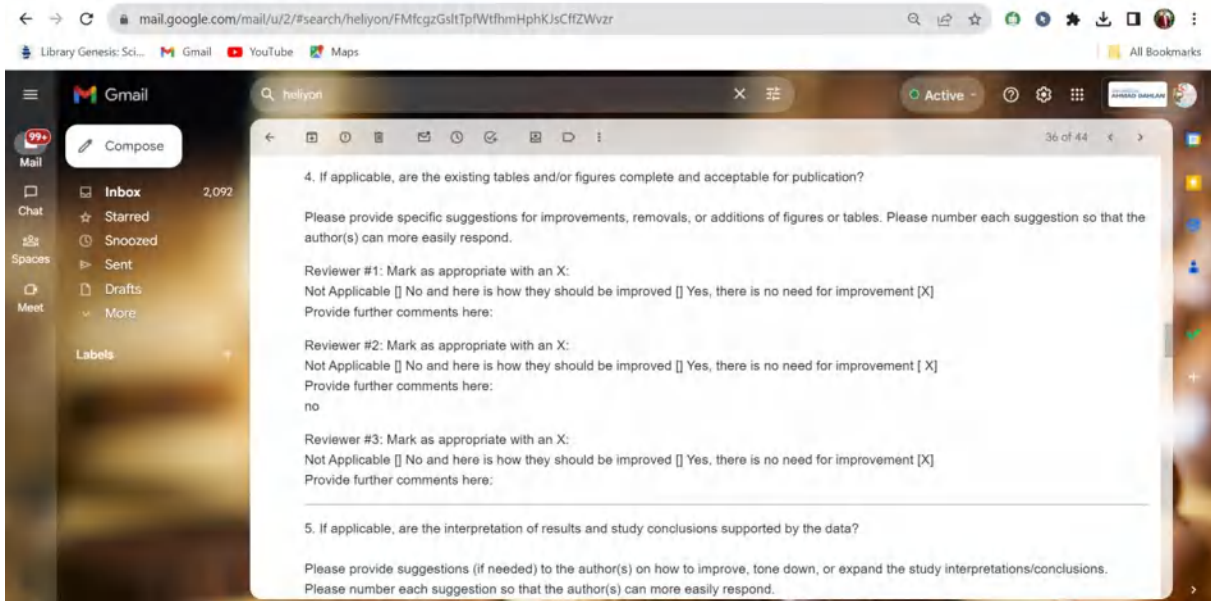 mail.google.com/mail/u/2/#search/heliyon/FMfcgzGsltTpfWtfhmHphKJsCffZWvzr
Library Genesis: Sci... Gmail YouTube Maps All Bookmarks
Gmail heliyon Active
99+ Compose 36 of 44
Mail
Inbox 2,092
Chat
Starred
Snoozed
Spaces
Sent
Drafts
Meet
More
Labels
4. If applicable, are the existing tables and/or figures complete and acceptable for publication?
Please provide specific suggestions for improvements, removals, or additions of figures or tables. Please number each suggestion so that the
author(s) can more easily respond.
Reviewer #1: Mark as appropriate with an X:
Not Applicable [] No and here is how they should be improved [] Yes, there is no need for improvement [X]
Provide further comments here:
Reviewer #2: Mark as appropriate with an X:
Not Applicable [] No and here is how they should be improved [] Yes, there is no need for improvement [ X]
Provide further comments here:
no
Reviewer #3: Mark as appropriate with an X:
Not Applicable [] No and here is how they should be improved [] Yes, there is no need for improvement [X]
Provide further comments here:
5. If applicable, are the interpretation of results and study conclusions supported by the data?
Please provide suggestions (if needed) to the author(s) on how to improve, tone down, or expand the study interpretations/conclusions.
Please number each suggestion so that the author(s) can more easily respond.